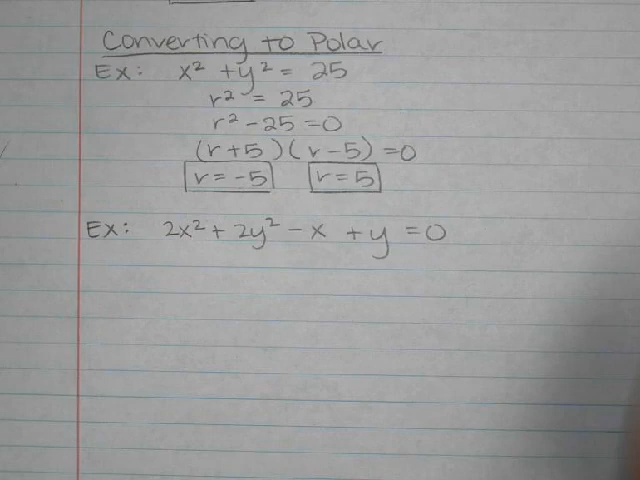 Converting to Polar
Ex: x² + y² = 25
r² = 25
r² - 25 = 0
(r + 5)(r - 5) = 0
r = -5 r = 5
Ex: 2x² + 2y² - x + y = 0